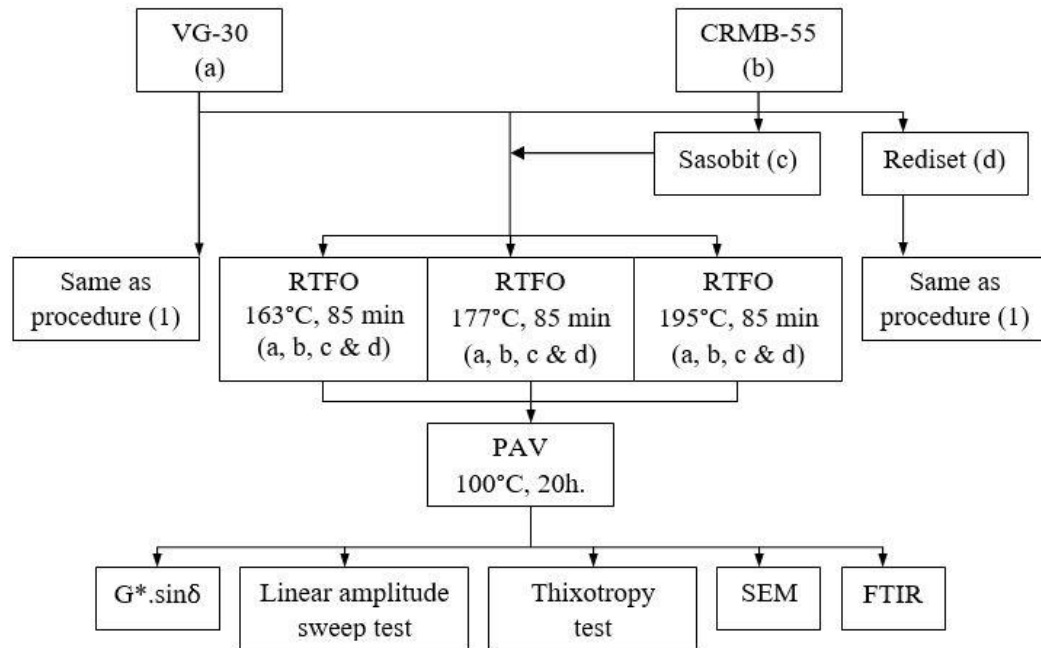 VG-30
(a)
CRMB-55
(b)
Sasobit (c)
Rediset (d)
Same as
procedure (1)
RTFO
163°C, 85 min
(a, b, c & d)
RTFO
177°C, 85 min
(a, b, c & d)
RTFO
195°C, 85 min
(a, b, c & d)
Same as
procedure (1)
PAV
100°C, 20h.
G*.sinδ
Linear amplitude
sweep test
Thixotropy
test
SEM
FTIR